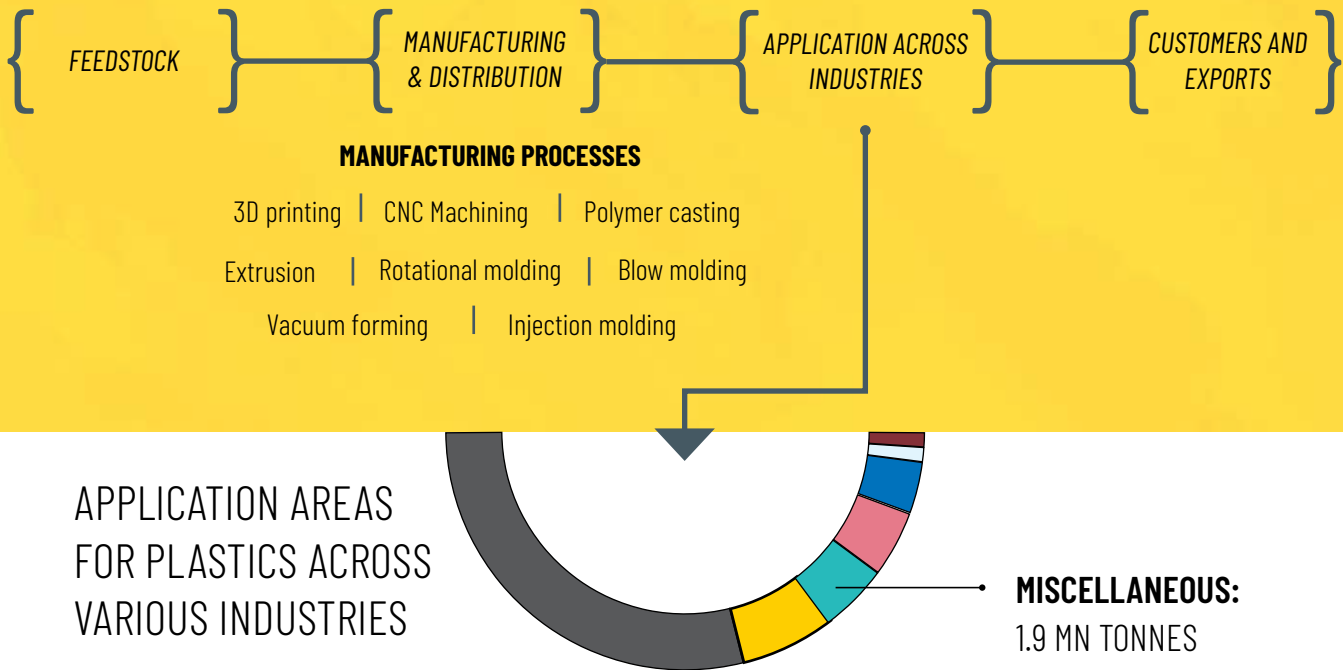 FEEDSTOCK
MANUFACTURING
& DISTRIBUTION
APPLICATION ACROSS
INDUSTRIES
CUSTOMERS AND
EXPORTS
MANUFACTURING PROCESSES
3D printing | CNC Machining | Polymer casting
Extrusion | Rotational molding | Blow molding
Vacuum forming | Injection molding
APPLICATION AREAS
FOR PLASTICS ACROSS
VARIOUS INDUSTRIES
MISCELLANEOUS:
1.9 MN TONNES